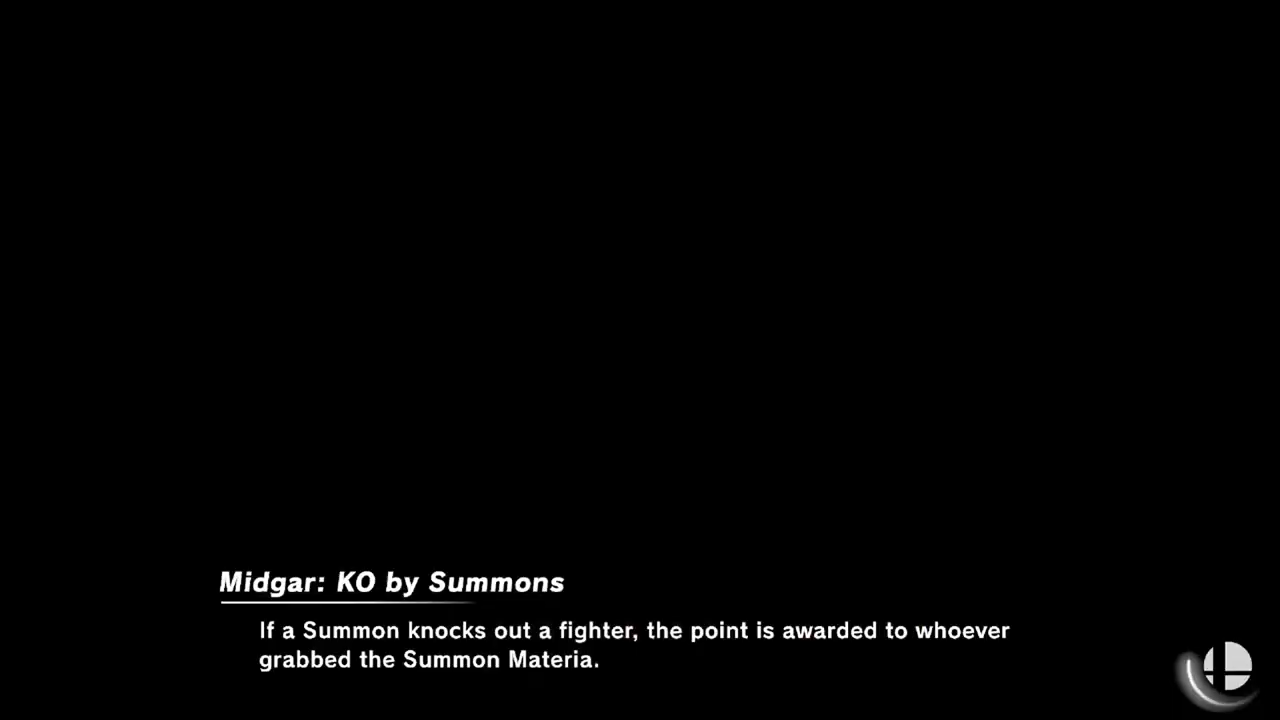 Midgar: KO by Summons
If a Summon knocks out a fighter, the point is awarded to whoever
grabbed the Summon Materia.